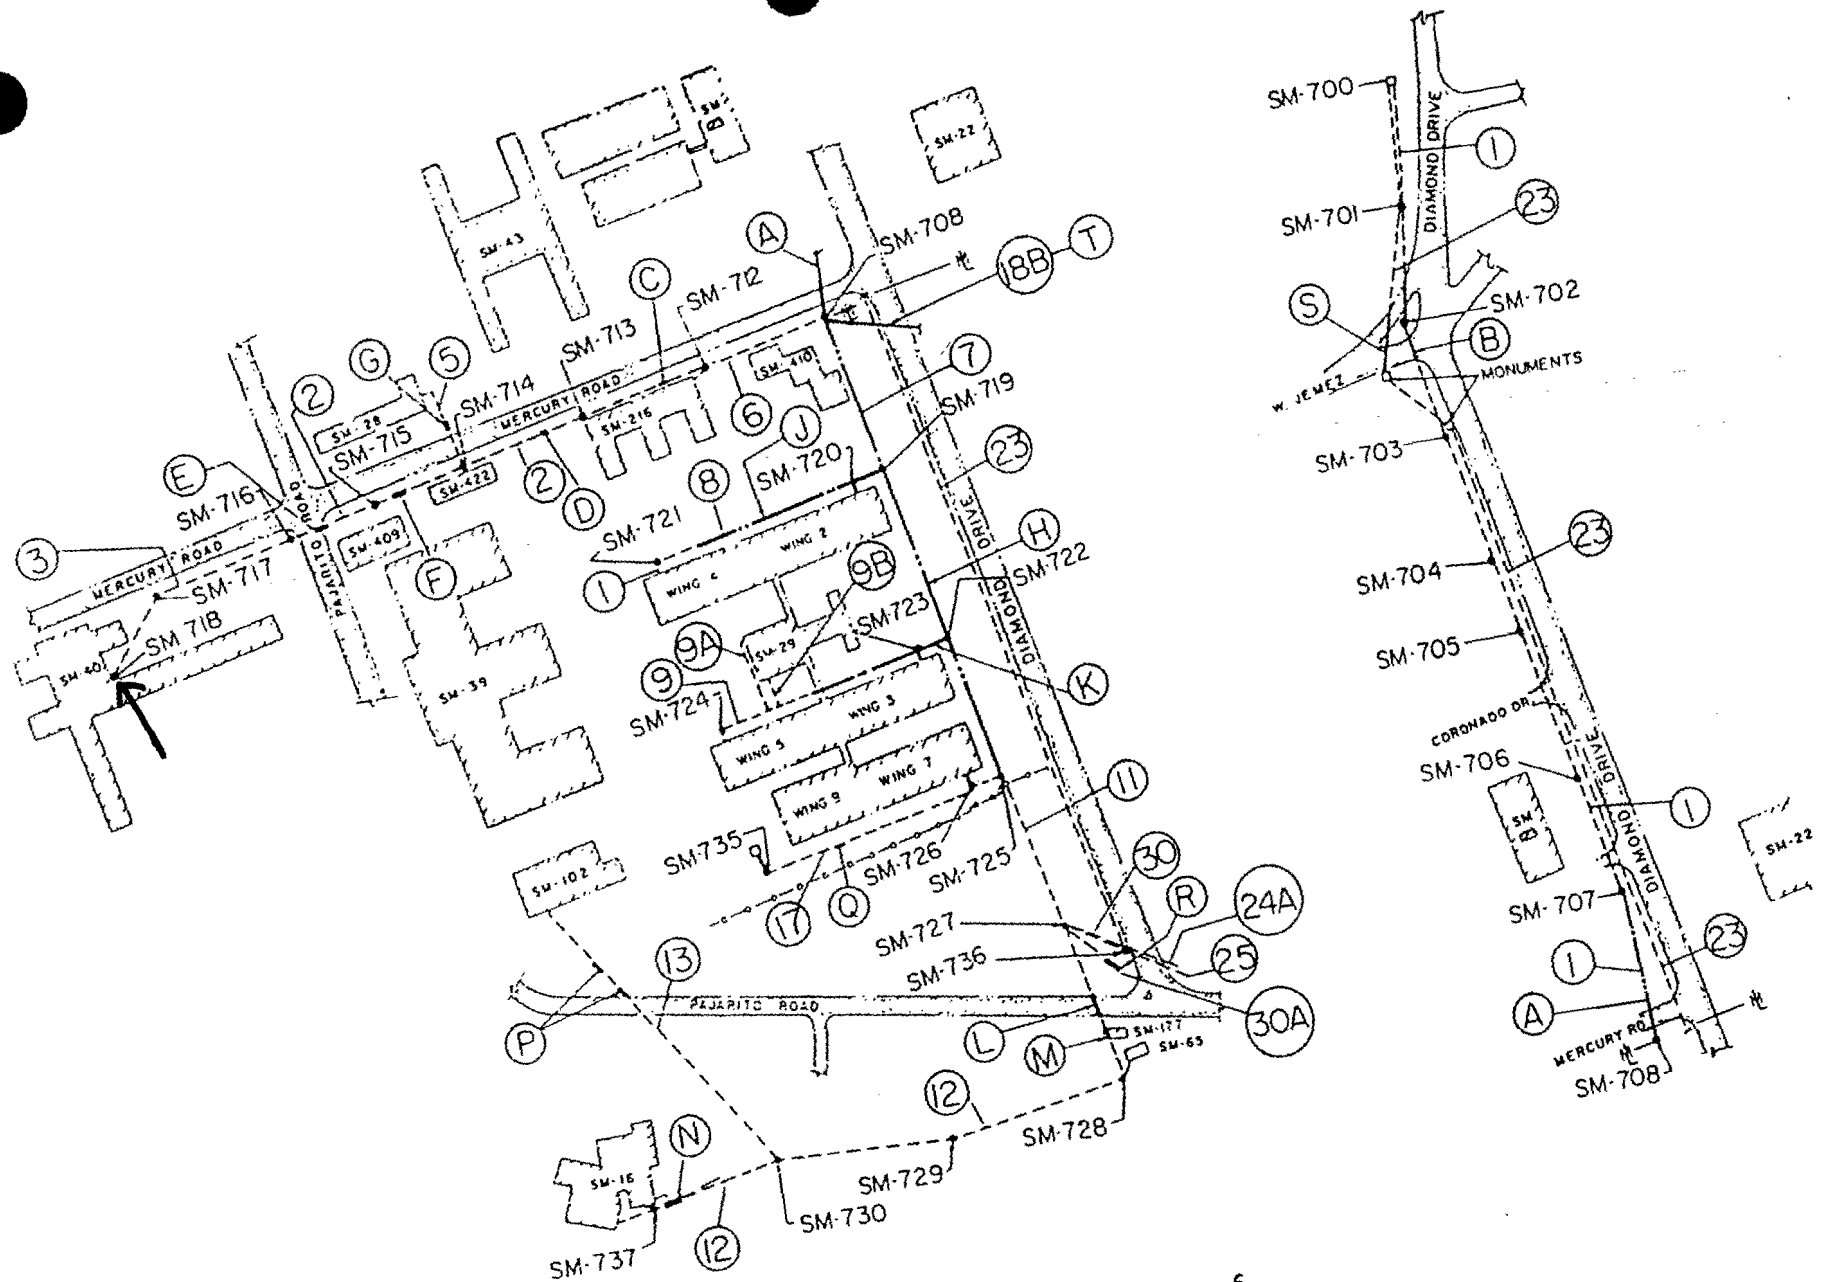 SM-700
DIAMOND DRIVE
1
SM-701
23
S
SM-702
B
MONUMENTS
W. JEMEZ
SM-703
23
SM-704
SM-705
CORONADO DR.
SM-706
DIAMOND DRIVE
1
SM
SM-22
SM-707
23
1
A
MERCURY RD
SM-708
SM
SM-22
SM-43
A
SM-708
18B
T
C
SM-712
SM-713
SM-410
7
G
5
SM-714
MERCURY ROAD
2
SM-28
SM-216
6
SM-719
J
SM-715
E
SM-422
2
D
8
SM-720
23
SM-716
PAJARITO ROAD
SM-409
F
SM-721
WING 2
DRIVE
H
3
MERCURY ROAD
SM-717
1
WING 4
9B
SM-722
DIAMOND
SM 718
SM-723
SM-40
9A
SM-29
K
SM-39
9
SM-724
WING 3
WING 5
WING 7
WING 9
11
SM-735
SM-726
SM-725
30
SM-102
17
Q
R
24A
SM-727
SM-736
25
13
PAJARITO ROAD
30A
P
L
M
SM-177
SM-63
12
SM-728
N
SM-16
SM-729
SM-730
12
SM-737